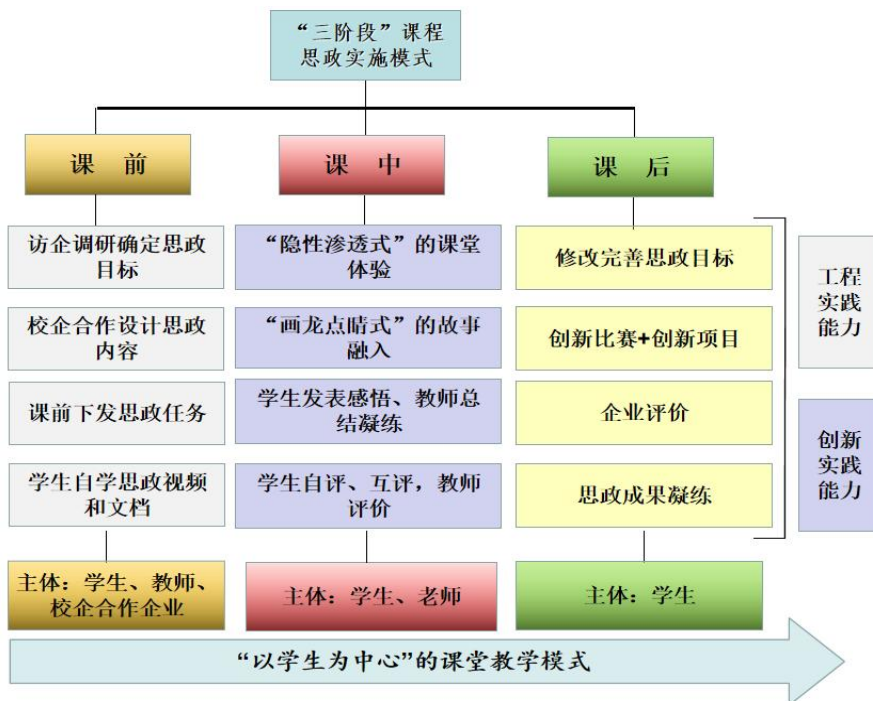 “三阶段”课程
思政实施模式
课 前
课 中
课 后
访企调研确定思政
目标
校企合作设计思政
内容
课前下发思政任务
学生自学思政视频
和文档
主体：学生、教师、
校企合作企业
“隐性渗透式”的课堂
体验
“画龙点睛式”的故事
融入
学生发表感悟、教师总
结凝练
学生自评、互评，教师
评价
主体：学生、老师
修改完善思政目标
创新比赛+创新项目
企业评价
思政成果凝练
主体：学生
工程
实践
能力
创新
实践
能力
“以学生为中心”的课堂教学模式